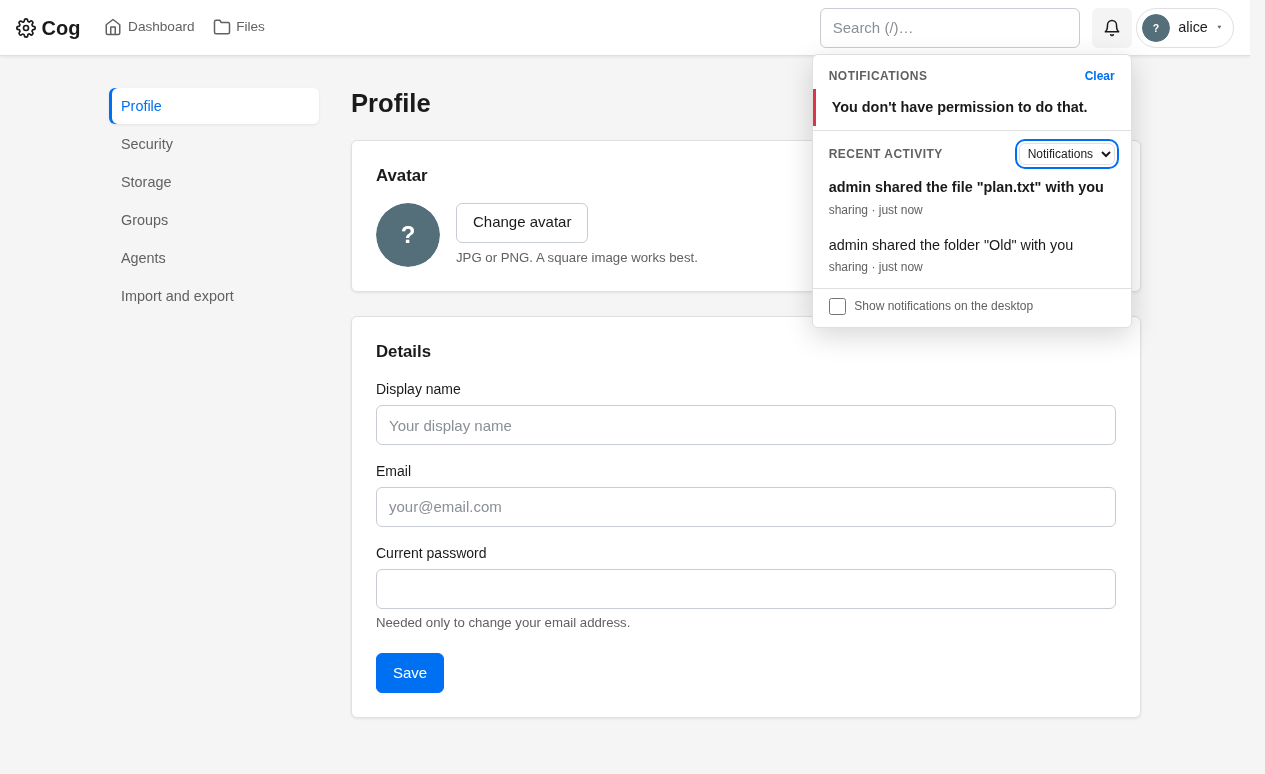 Cog
Dashboard
Files
Search (/)…
?
alice
NOTIFICATIONS
Clear
You don't have permission to do that.
RECENT ACTIVITY
Notifications
admin shared the file "plan.txt" with you
sharing · just now
admin shared the folder "Old" with you
sharing · just now
Show notifications on the desktop
Profile
Security
Storage
Groups
Agents
Import and export
Profile
Avatar
?
Change avatar
JPG or PNG. A square image works best.
Details
Display name
Your display name
Email
your@email.com
Current password
Needed only to change your email address.
Save